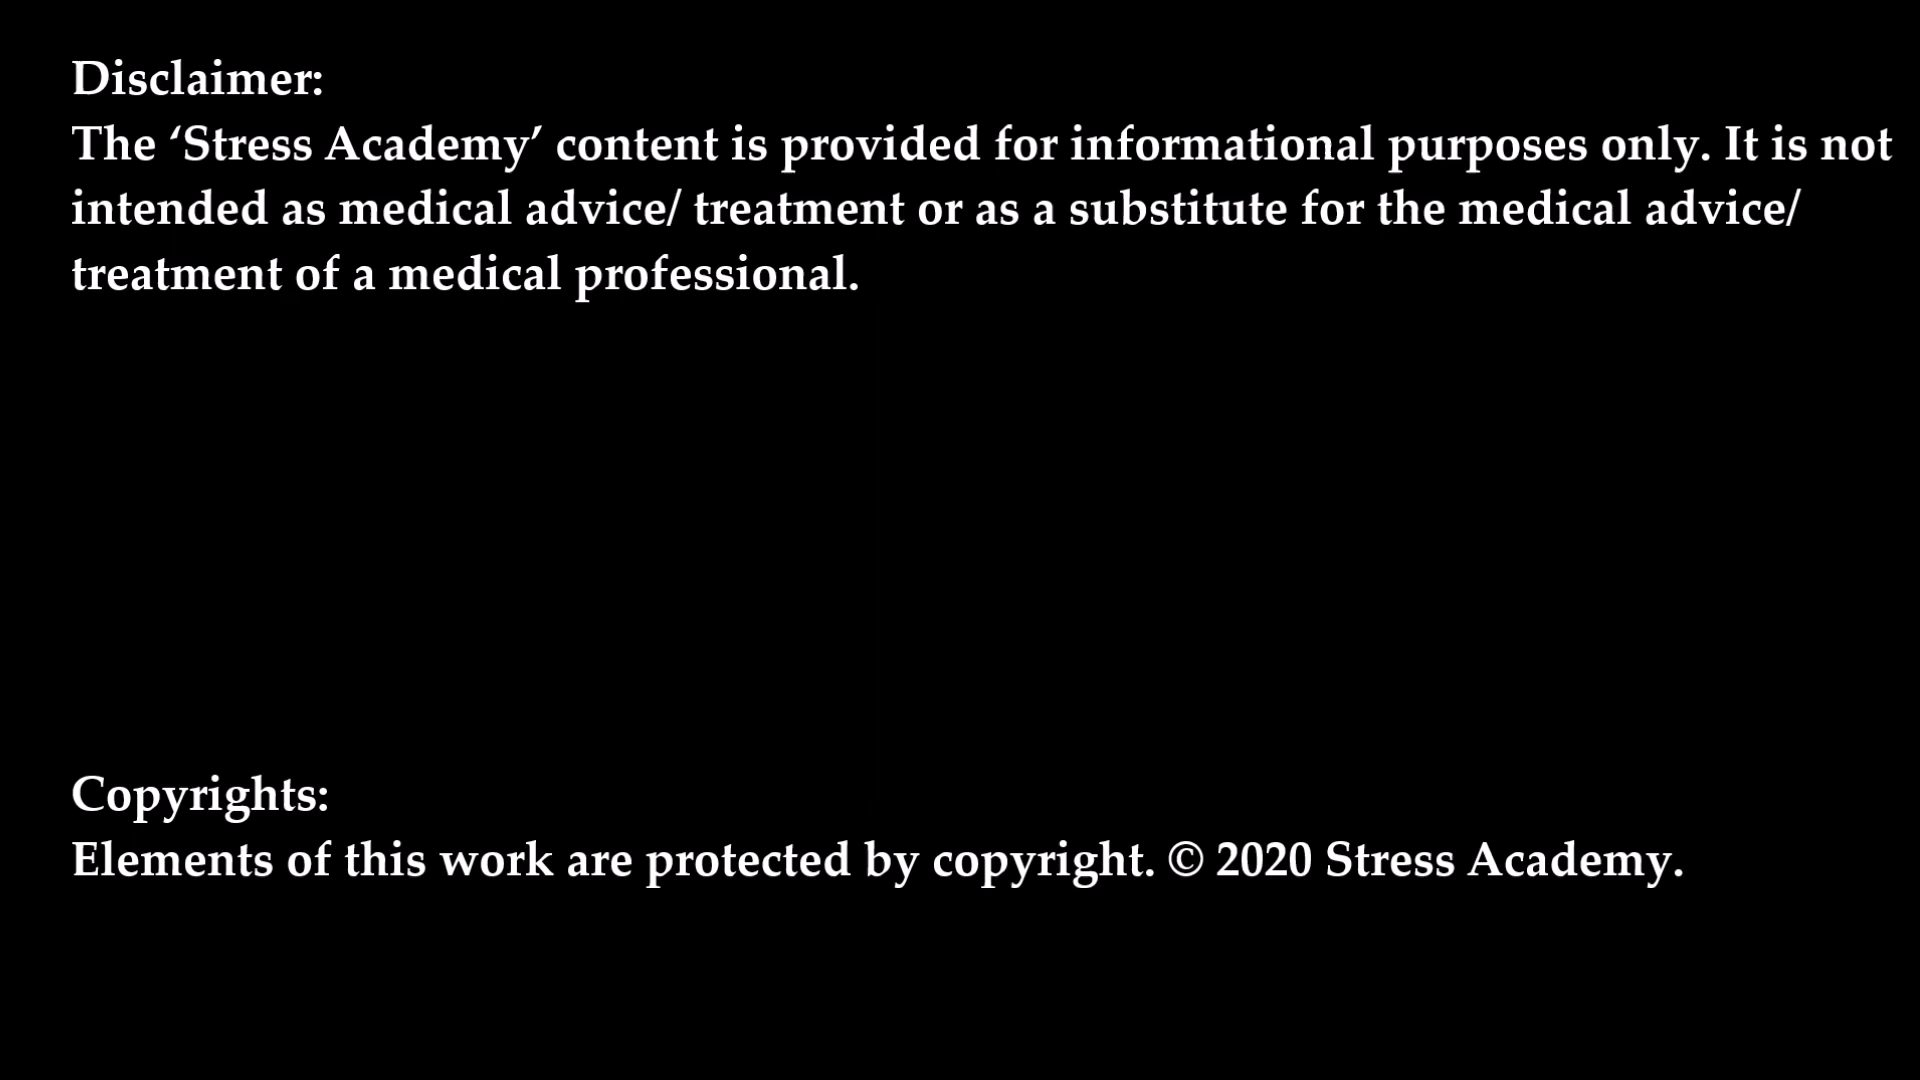 Disclaimer:
The ‘Stress Academy’ content is provided for informational purposes only. It is not
intended as medical advice/ treatment or as a substitute for the medical advice/
treatment of a medical professional.
Copyrights:
Elements of this work are protected by copyright. © 2020 Stress Academy.